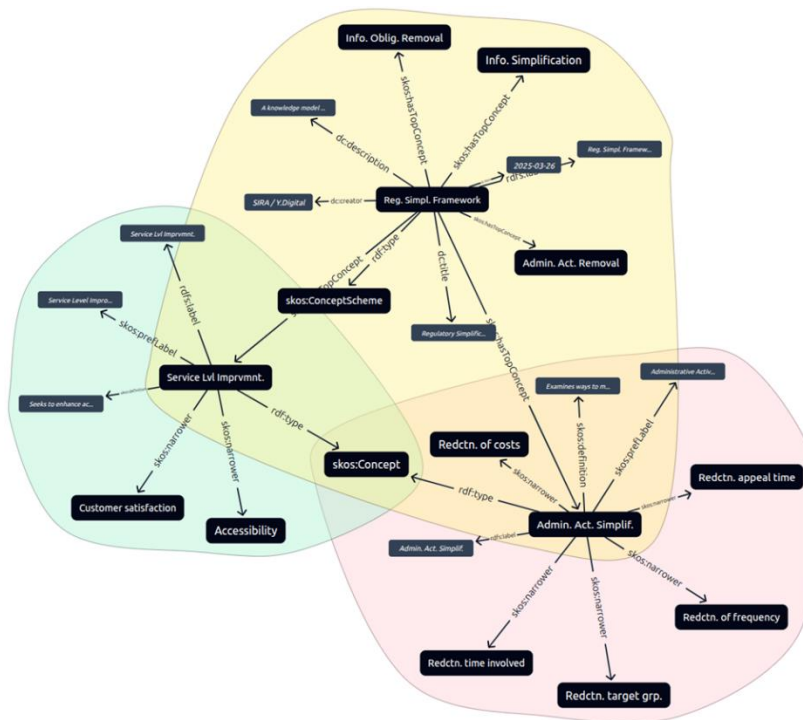 Info. Oblig. Removal
Info. Simplification
skos:hasTopConcept
skos:hasTopConcept
A knowledge model ...
dc:description
2025-03-26
Reg. Simpl. Framew...
rdfs:la
SIRA / Y.Digital
dc:creator
Reg. Simpl. Framework
skos:hasTopConcept
Service Lvl Imprvmnt.
rdf:type
Admin. Act. Removal
TopConcept
dc:title
skos:ConceptScheme
Service Level Impro...
rdfs:label
skos:prefLabel
Regulatory Simplific...
skos:hasTopConcept
Service Lvl Imprvmnt.
Administrative Activ...
Examines ways to m...
Seeks to enhance ac...
rdf:type
skos:prefLabel
skos:definition
Redctn. of costs
skos:narrower
skos:narrower
skos:Concept
skos:narrower
Redctn. appeal time
rdf:type
skos:narrower
Customer satisfaction
Accessibility
Admin. Act. Simplif.
rdfs:label
Admin. Act. Simplif.
skos:narrower
skos:narrower
skos:narrower
Redctn. of frequency
Redctn. time involved
Redctn. target grp.